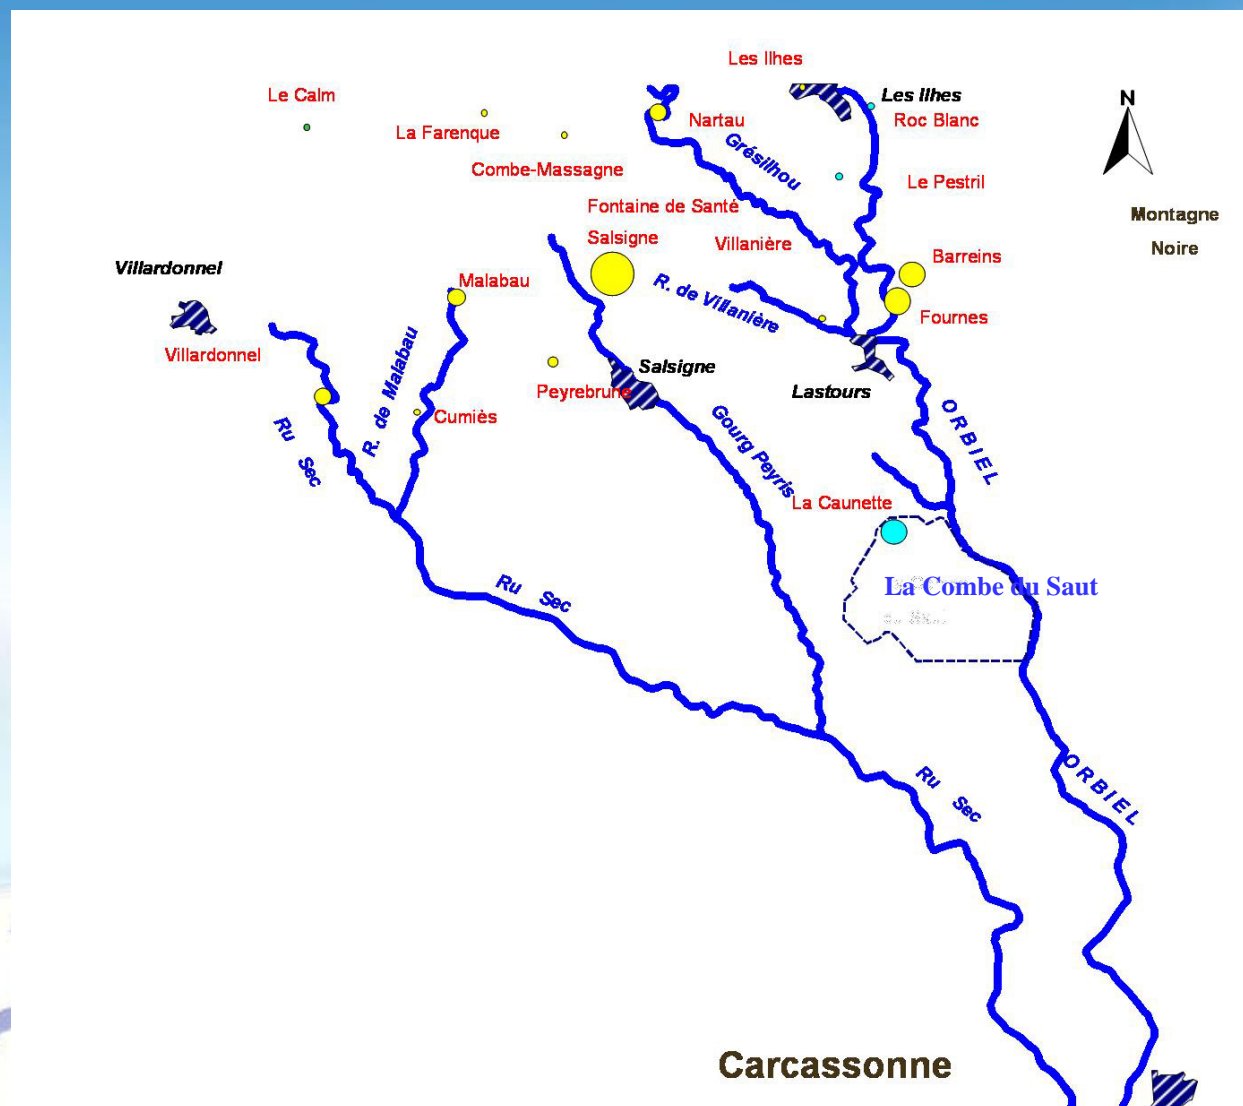 Les Ilhes
Le Calm
Les Ilhes
N
La Farenque
Nartau
Roc Blanc
Grésilhou
Combe-Massagne
Le Pestril
Fontaine de Santé
Montagne
Noire
Salsigne
Villanière
Barreins
Villardonnel
Malabau
R. de Villanière
Fournes
Villardonnel
R. de Malabau
Salsigne
Peyrebrune
Lastours
Cumiès
Ru Sec
Gourg Peyris
ORBIEL
La Caunette
Ru Sec
La Combe du Saut
Ru Sec
ORBIEL
Carcassonne